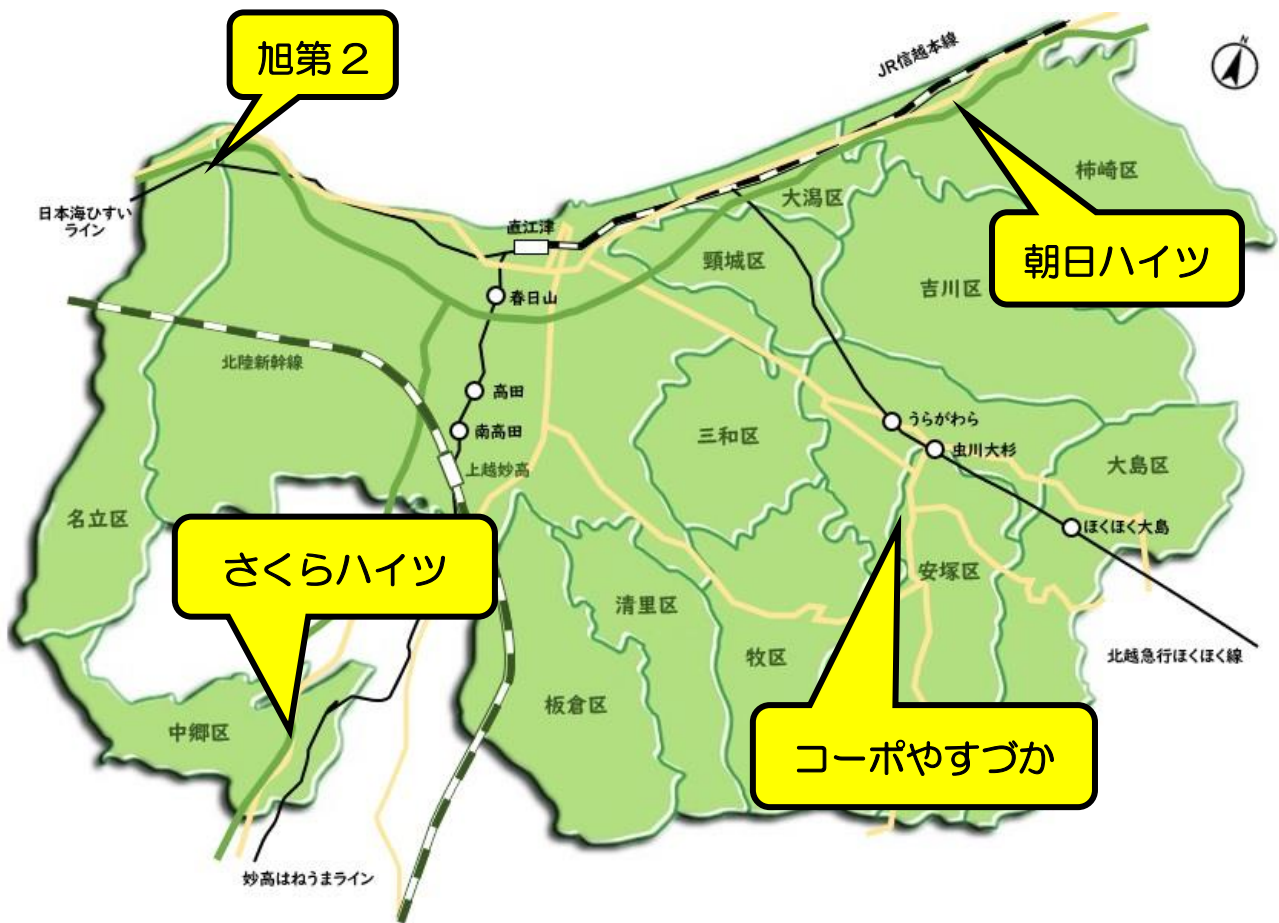 旭第２
JR信越本線
N
柿崎区
大潟区
日本海ひすい
ライン
直江津
頸城区
朝日ハイツ
吉川区
春日山
北陸新幹線
高田
うらがわら
南高田
三和区
虫川大杉
上越妙高
大島区
名立区
ほくほく大島
さくらハイツ
安塚区
清里区
牧区
北越急行ほくほく線
板倉区
中郷区
コーポやすづか
妙高はねうまライン